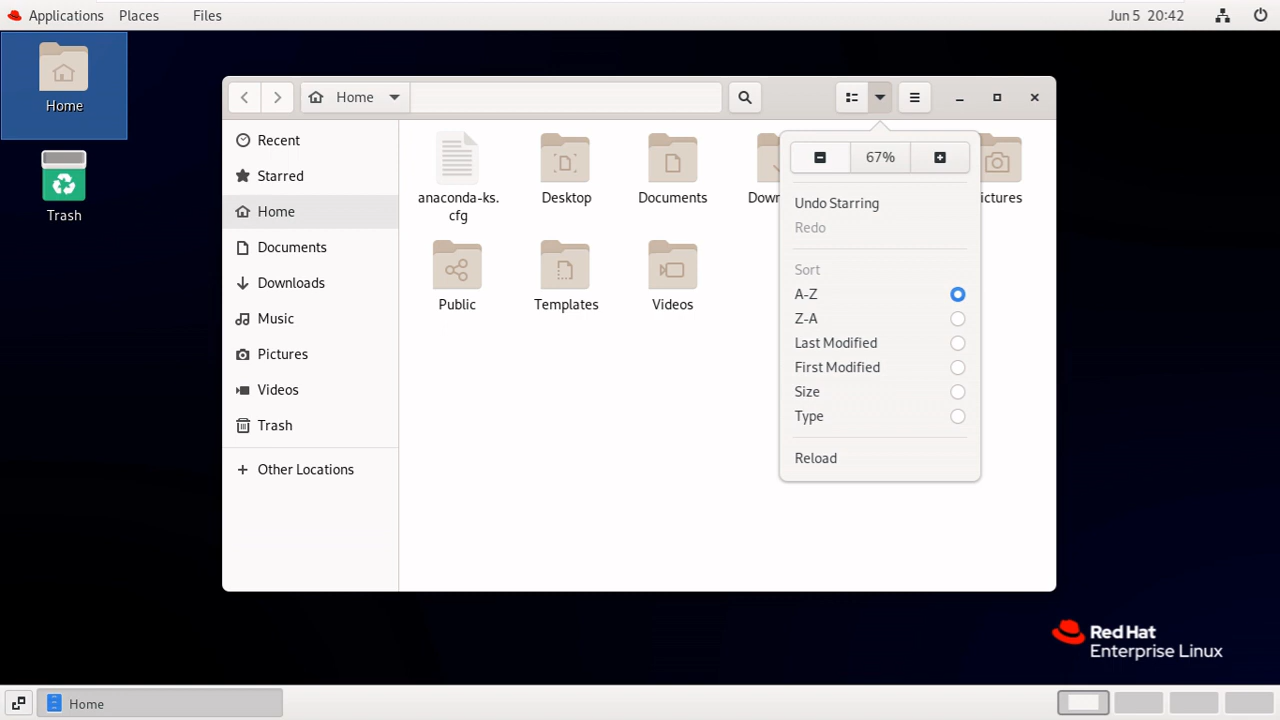 Applications Places Files Jun 5 20:42
Home
Trash
Home
Recent
Starred
Home
Documents
Downloads
Music
Pictures
Videos
Trash
Other Locations
anaconda-ks.
cfg
Desktop
Documents
Public
Templates
Videos
67%
Undo Starring
Redo
Sort
A-Z
Z-A
Last Modified
First Modified
Size
Type
Reload
Red Hat
Enterprise Linux
Home